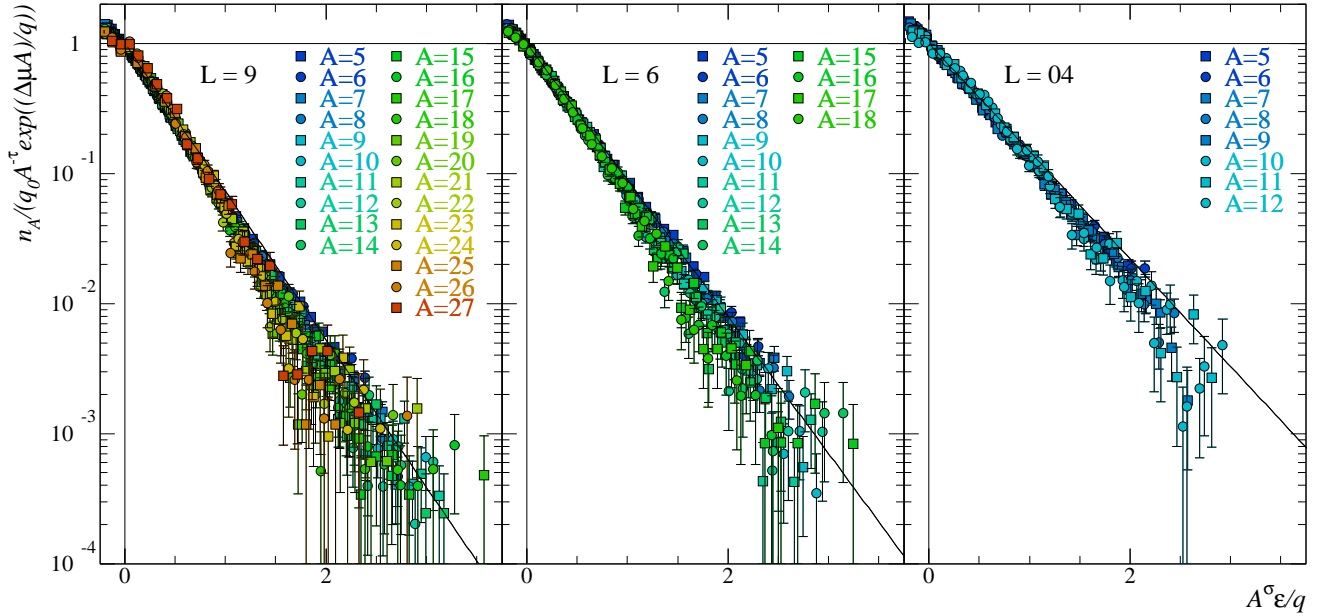 n_A/(q_0A^-τexp((ΔμA)/q))
1
10^-1
10^-2
10^-3
10^-4
L = 9
A=5
A=6
A=7
A=8
A=9
A=10
A=11
A=12
A=13
A=14
A=15
A=16
A=17
A=18
A=19
A=20
A=21
A=22
A=23
A=24
A=25
A=26
A=27
L = 6
A=5
A=6
A=7
A=8
A=9
A=10
A=11
A=12
A=13
A=14
A=15
A=16
A=17
A=18
L = 04
A=5
A=6
A=7
A=8
A=9
A=10
A=11
A=12
0 2
0 2
0 2
A^σε/q